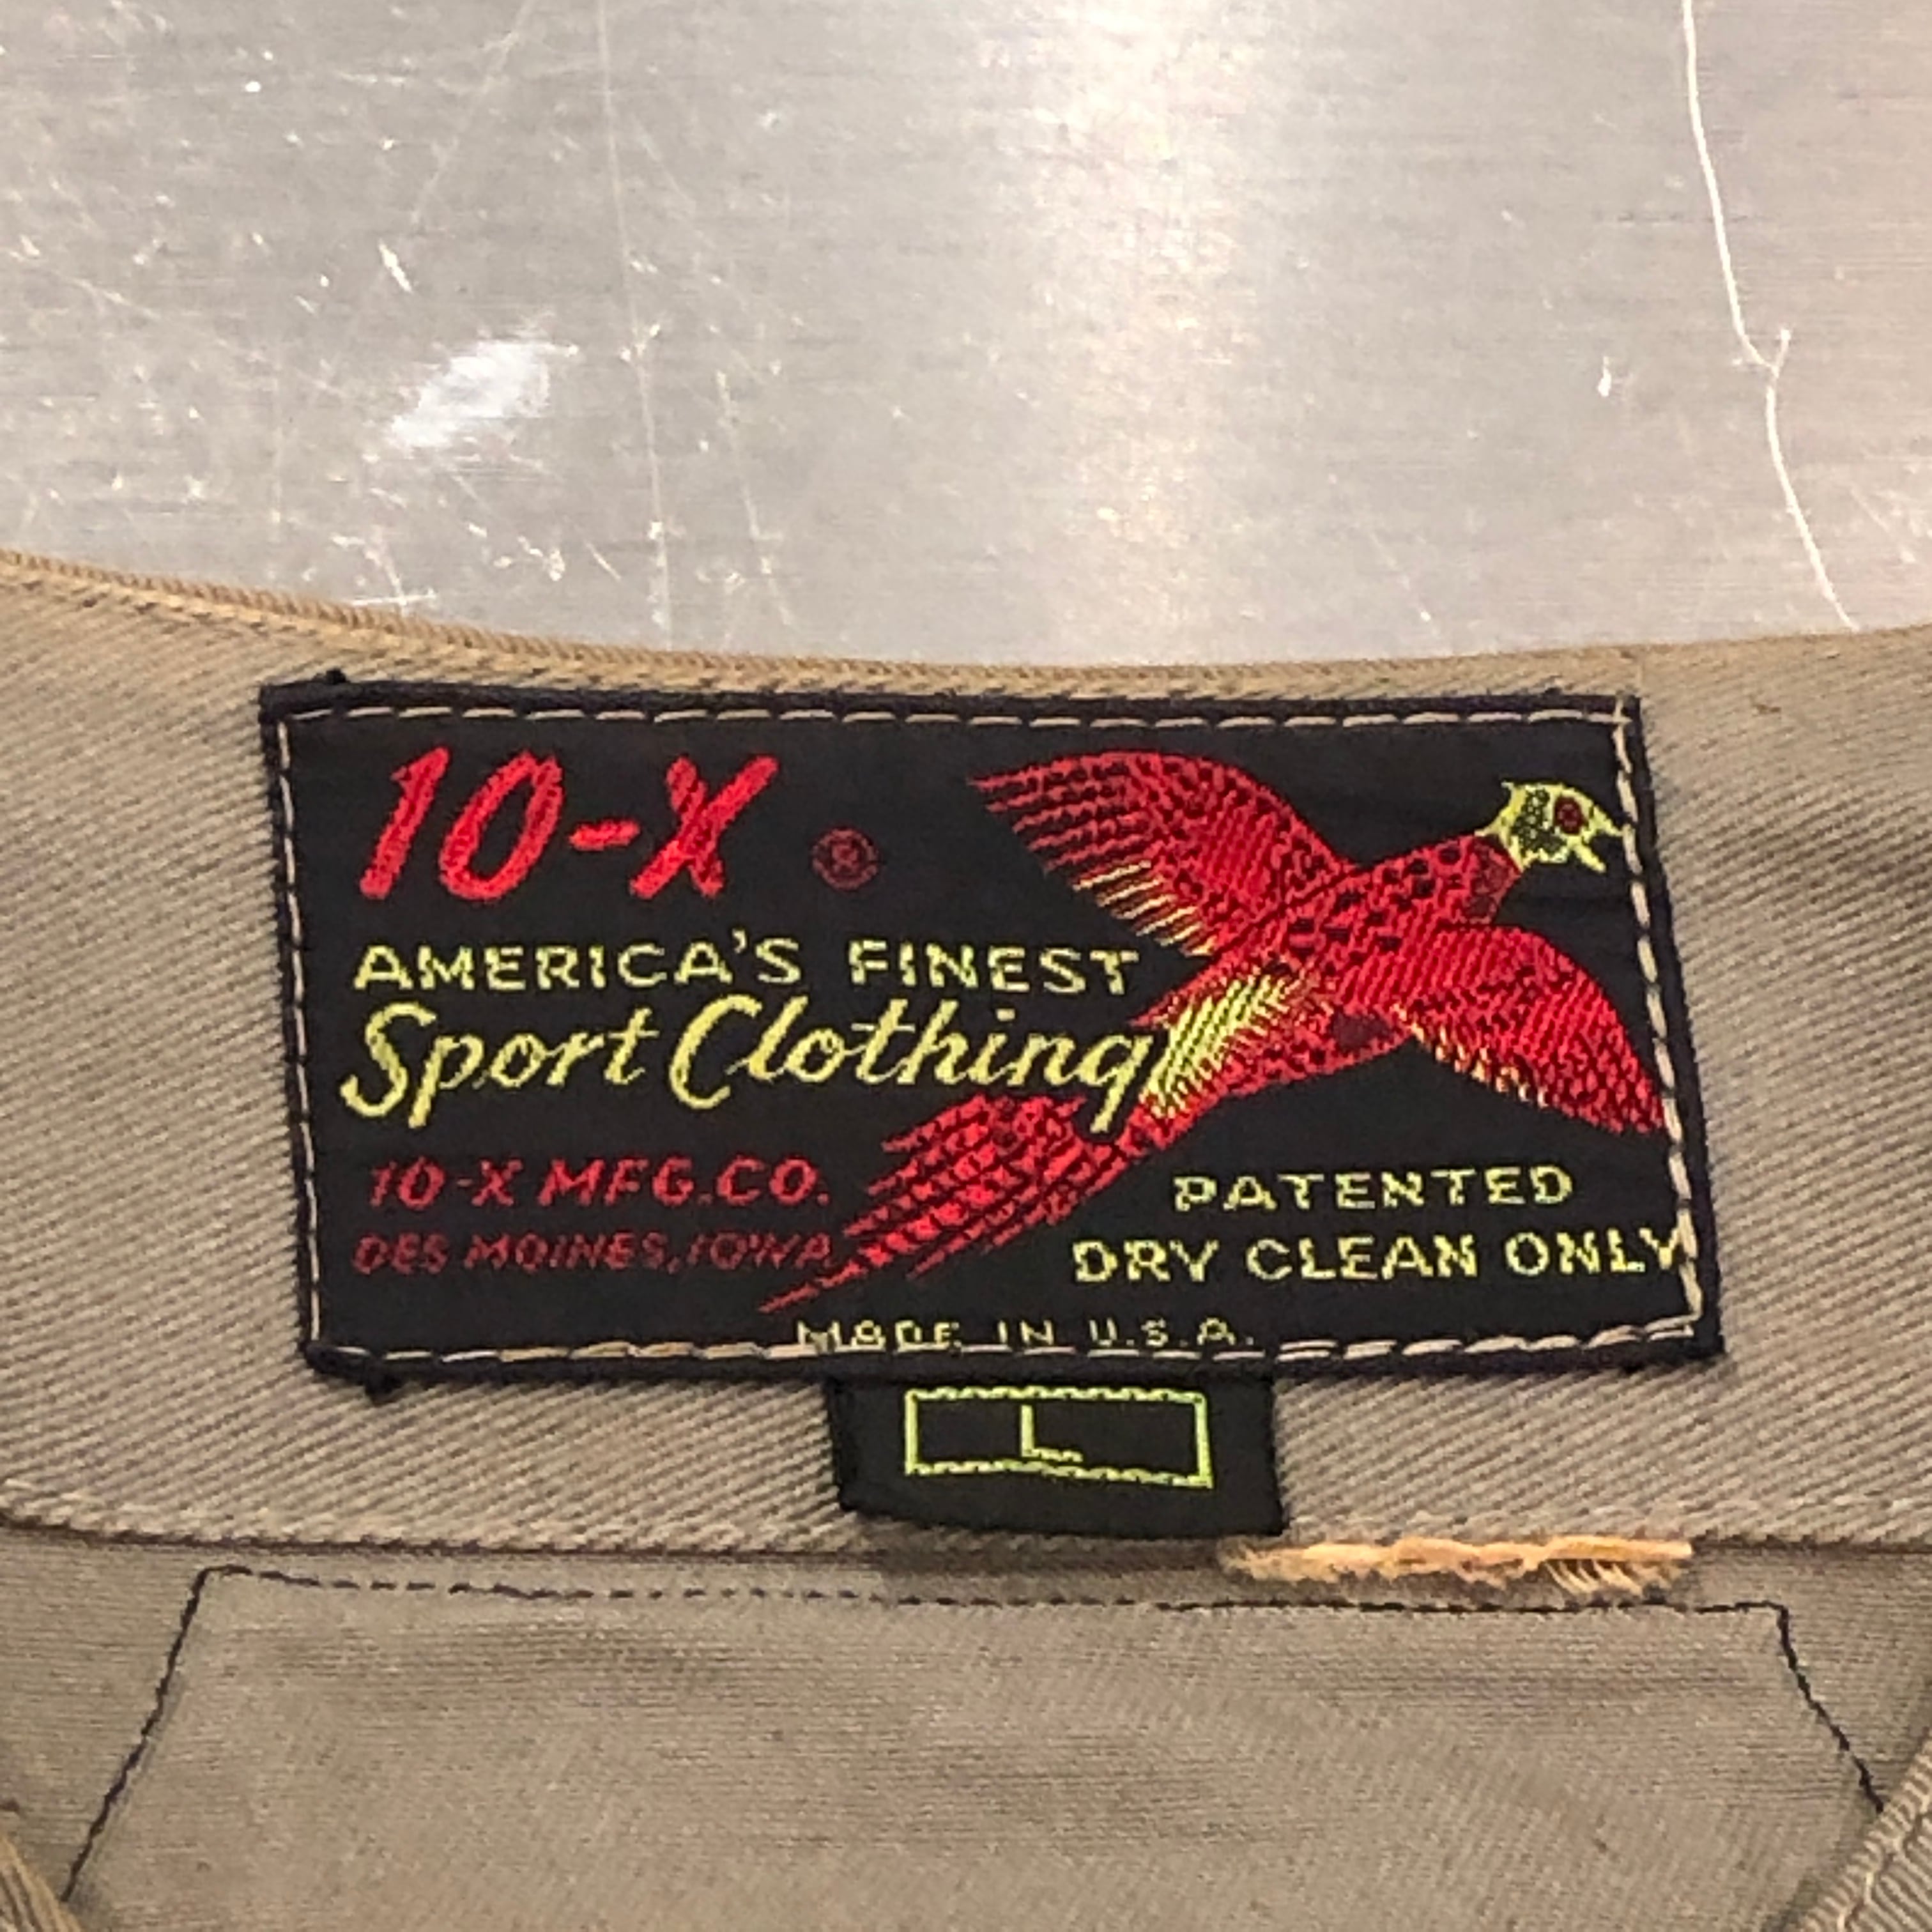 10-X ®
AMERICA'S FINEST
Sport Clothing
10-X MFG. CO.
DES MOINES, IOWA
PATENTED
DRY CLEAN ONLY
MADE IN U.S.A.
L